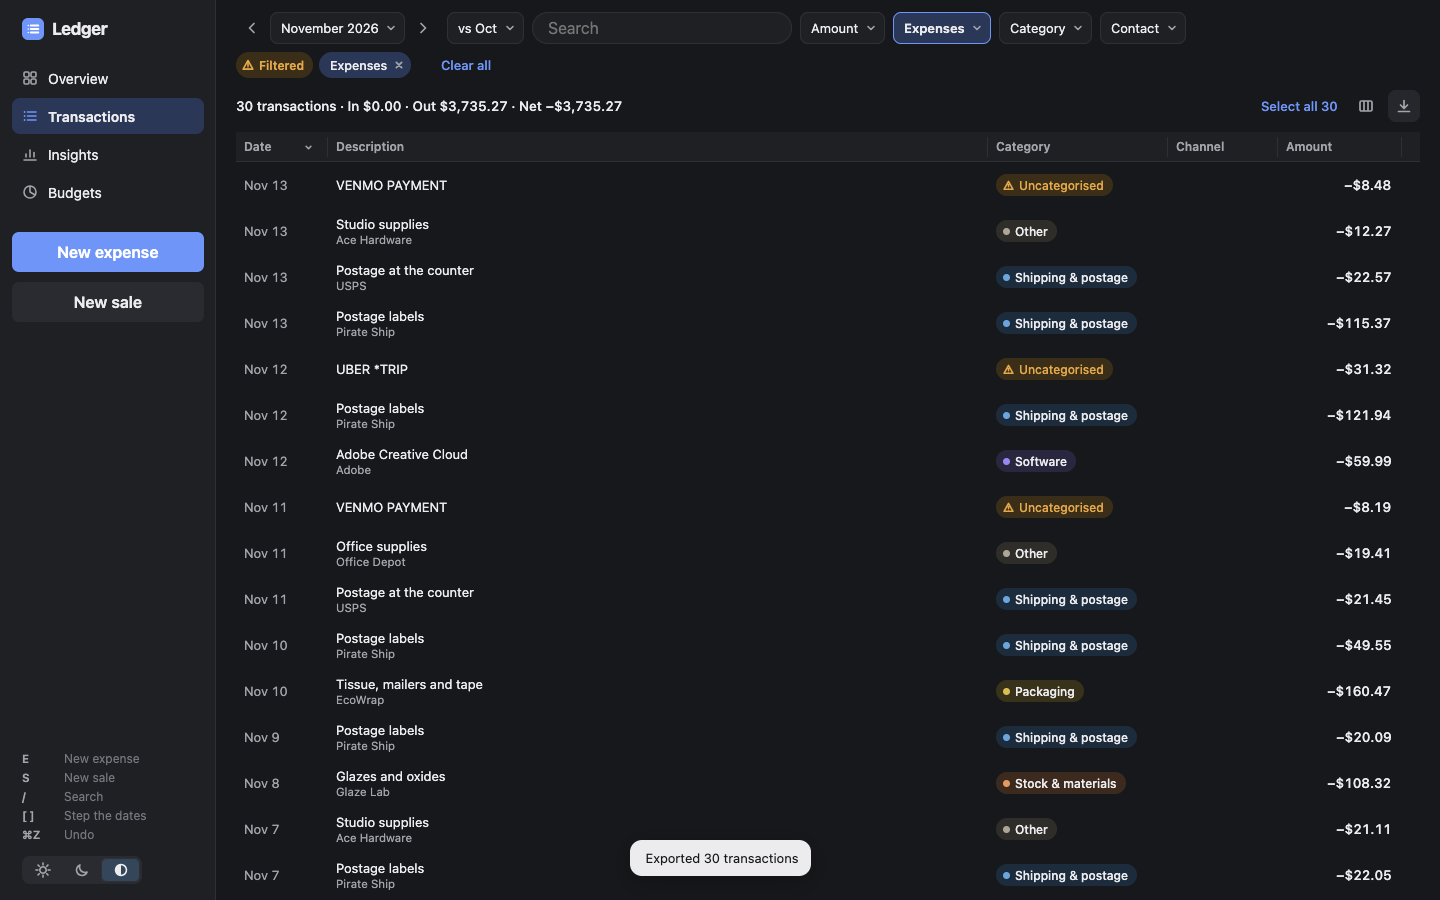 Ledger
Overview
Transactions
Insights
Budgets
New expense
New sale
E New expense
S New sale
/ Search
[ ] Step the dates
⌘Z Undo
November 2026
vs Oct
Search
Amount
Expenses
Category
Contact
Filtered
Expenses ×
Clear all
30 transactions · In $0.00 · Out $3,735.27 · Net −$3,735.27
Select all 30
Date Description Category Channel Amount
Nov 13 VENMO PAYMENT Uncategorised −$8.48
Nov 13 Studio supplies Other −$12.27
Ace Hardware
Nov 13 Postage at the counter Shipping & postage −$22.57
USPS
Nov 13 Postage labels Shipping & postage −$115.37
Pirate Ship
Nov 12 UBER *TRIP Uncategorised −$31.32
Nov 12 Postage labels Shipping & postage −$121.94
Pirate Ship
Nov 12 Adobe Creative Cloud Software −$59.99
Adobe
Nov 11 VENMO PAYMENT Uncategorised −$8.19
Nov 11 Office supplies Other −$19.41
Office Depot
Nov 11 Postage at the counter Shipping & postage −$21.45
USPS
Nov 10 Postage labels Shipping & postage −$49.55
Pirate Ship
Nov 10 Tissue, mailers and tape Packaging −$160.47
EcoWrap
Nov 9 Postage labels Shipping & postage −$20.09
Pirate Ship
Nov 8 Glazes and oxides Stock & materials −$108.32
Glaze Lab
Nov 7 Studio supplies Other −$21.11
Ace Hardware
Nov 7 Postage labels Shipping & postage −$22.05
Pirate Ship
Exported 30 transactions